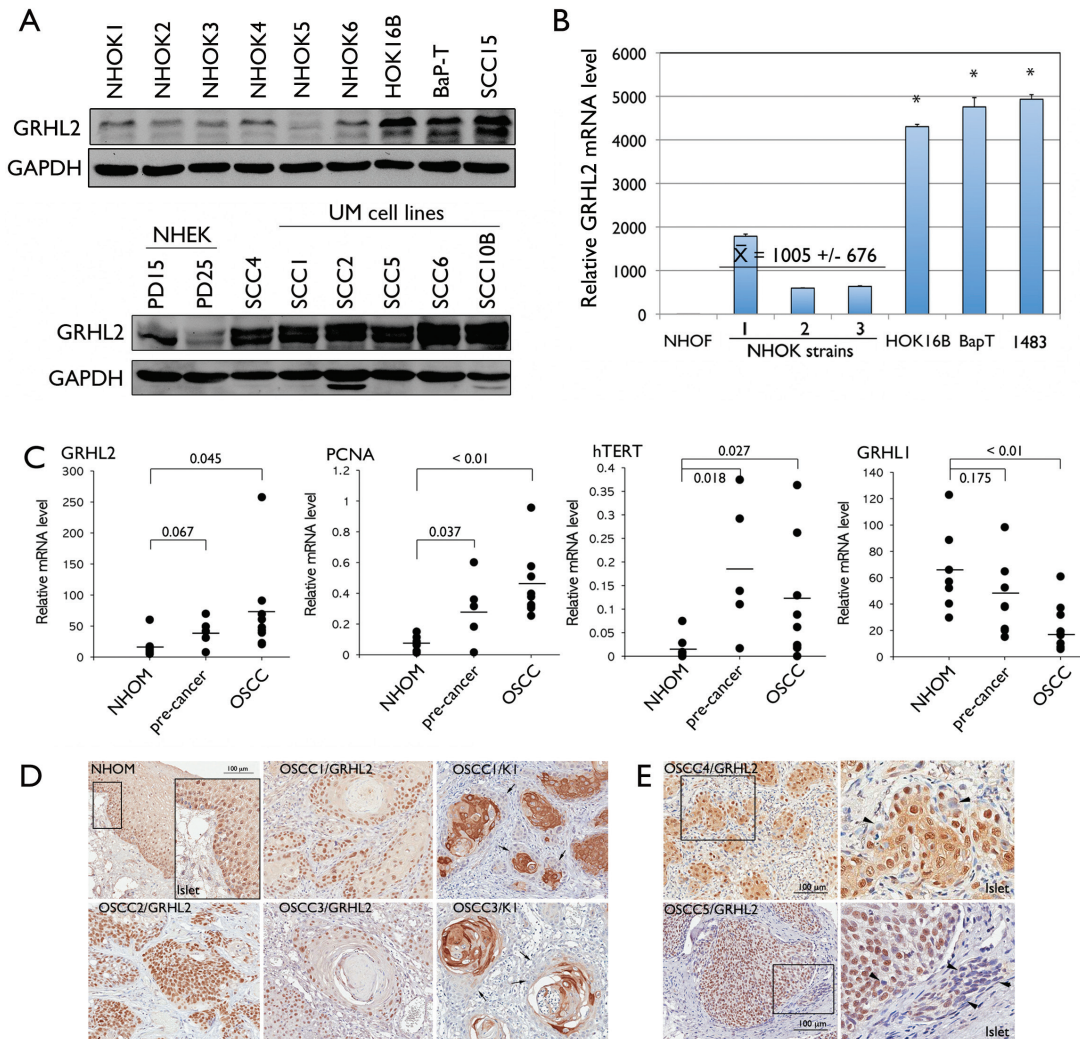 A
NHOK1 NHOK2 NHOK3 NHOK4 NHOK5 NHOK6 HOK16B BaP-T SCC15
GRHL2
GAPDH
UM cell lines
NHEK
PD15 PD25 SCC4 SCC1 SCC2 SCC5 SCC6 SCC10B
GRHL2
GAPDH
B
Relative GRHL2 mRNA level
6000
5000
4000
3000
2000
1000
0
* * *
X̄ = 1005 +/- 676
1 2 3
NHOF NHOK strains HOK16B BapT 1483
C
GRHL2
0.045
0.067
Relative mRNA level
300
250
200
150
100
50
0
NHOM pre-cancer OSCC
PCNA
< 0.01
0.037
Relative mRNA level
1.2
1
0.8
0.6
0.4
0.2
0
NHOM pre-cancer OSCC
hTERT
0.027
0.018
Relative mRNA level
0.4
0.35
0.3
0.25
0.2
0.15
0.1
0.05
0
NHOM pre-cancer OSCC
GRHL1
< 0.01
0.175
Relative mRNA level
140
120
100
80
60
40
20
0
NHOM pre-cancer OSCC
D
NHOM
100 µm
Islet
OSCC1/GRHL2
OSCC1/K1
OSCC2/GRHL2
OSCC3/GRHL2
OSCC3/K1
E
OSCC4/GRHL2
100 µm
Islet
OSCC5/GRHL2
100 µm
Islet